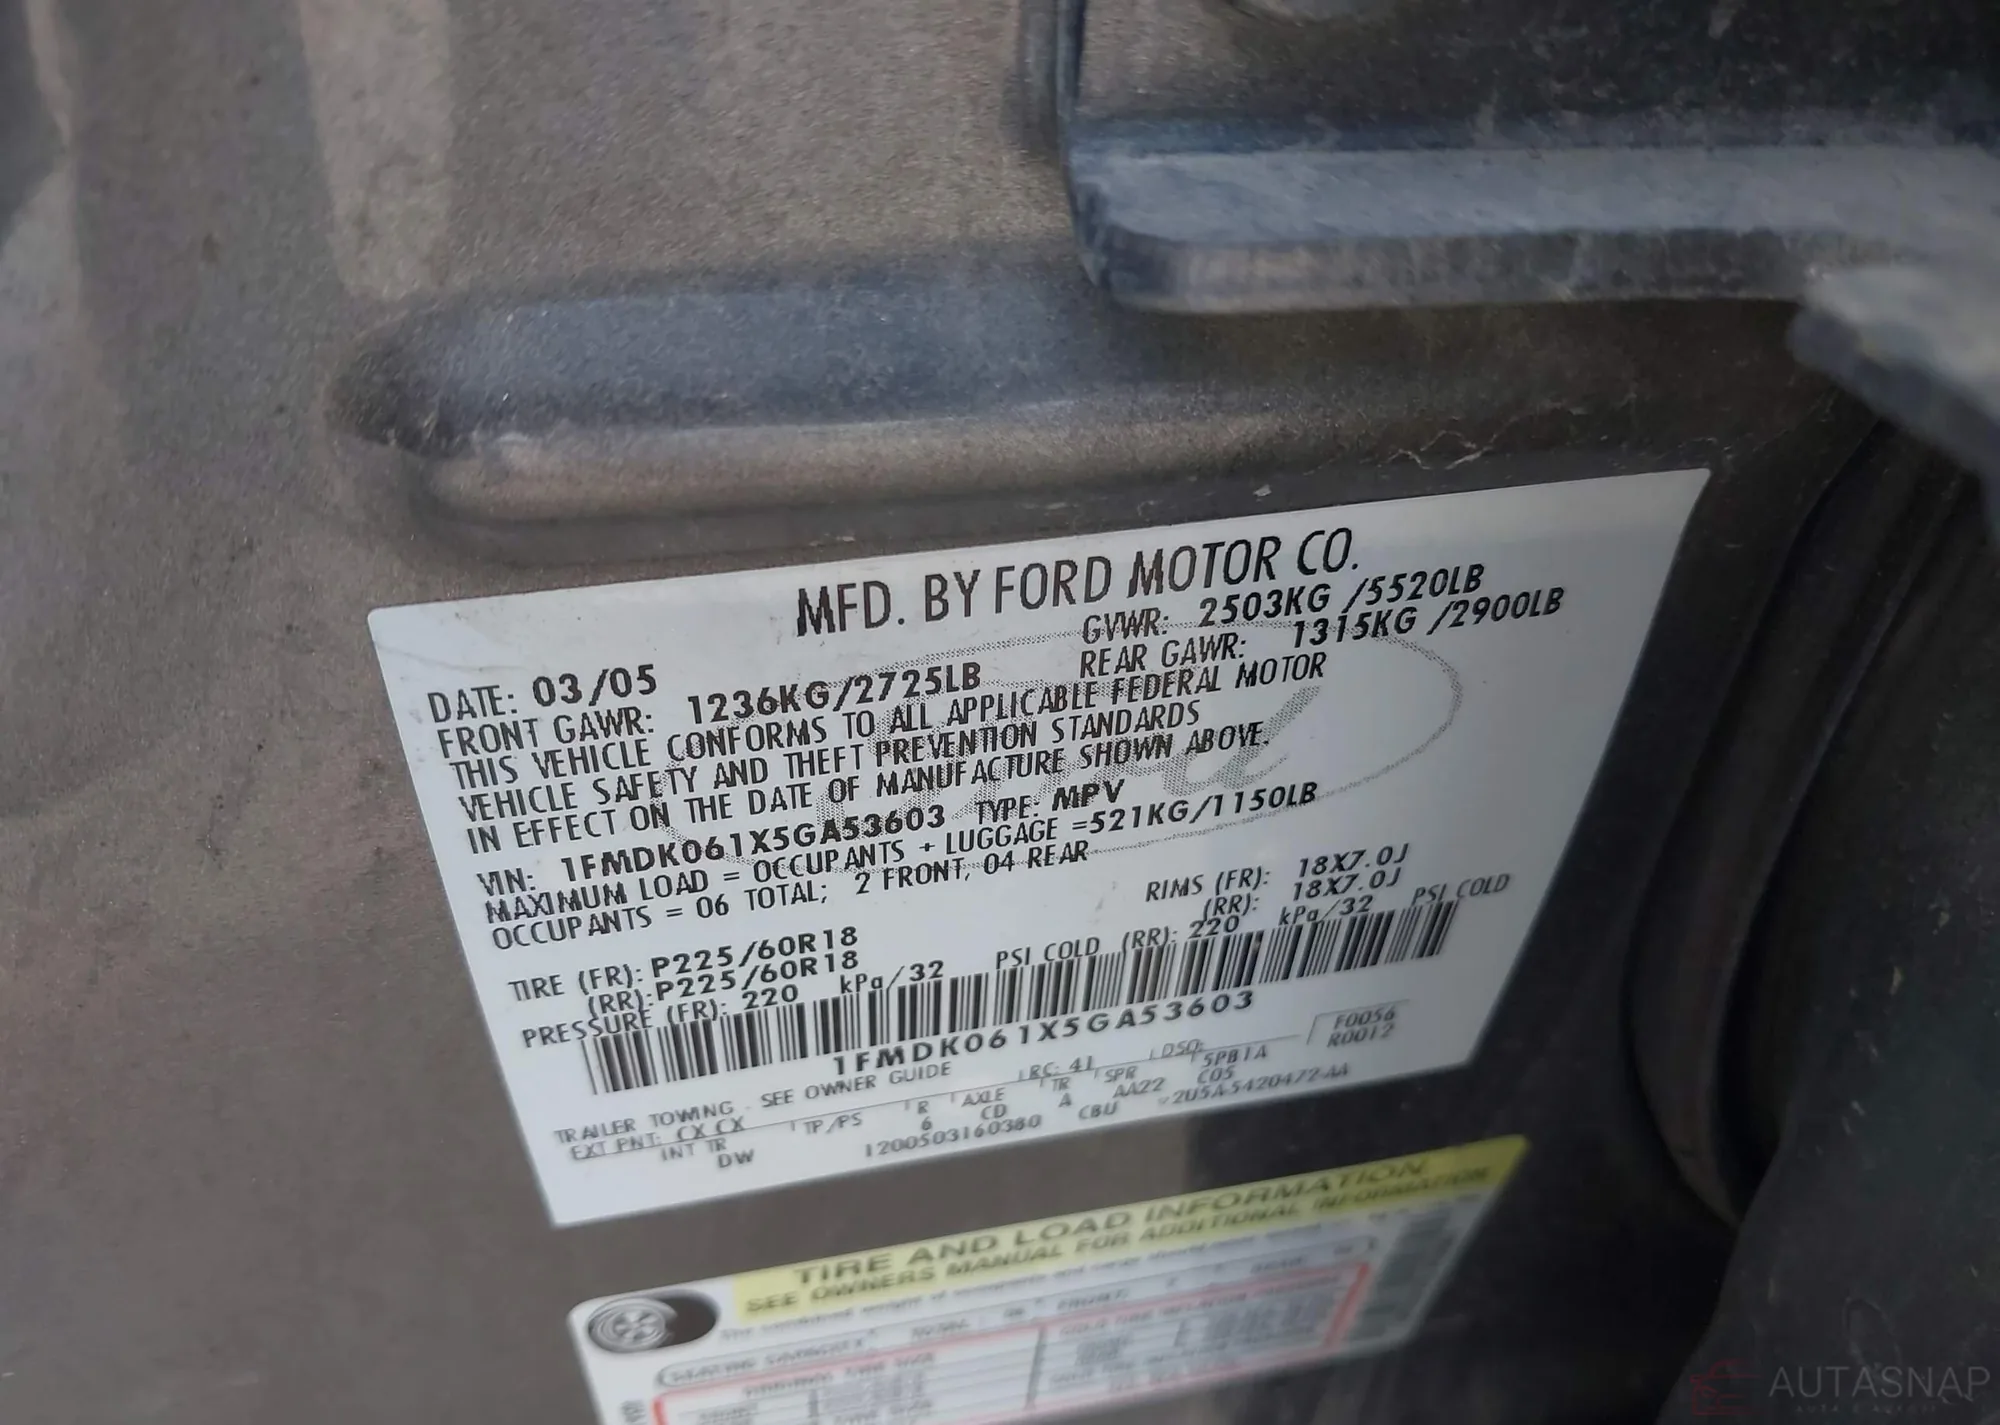 MFD. BY FORD MOTOR CO.
DATE: 03/05 GVWR: 2503KG /5520LB
FRONT GAWR: 1236KG/2725LB REAR GAWR: 1315KG /2900LB
THIS VEHICLE CONFORMS TO ALL APPLICABLE FEDERAL MOTOR
VEHICLE SAFETY AND THEFT PREVENTION STANDARDS
IN EFFECT ON THE DATE OF MANUFACTURE SHOWN ABOVE.
VIN: 1FMDK061X5GA53603 TYPE: MPV
MAXIMUM LOAD = OCCUPANTS + LUGGAGE =521KG/1150LB
OCCUPANTS = 06 TOTAL; 2 FRONT, 04 REAR
TIRE (FR): P225/60R18 RIMS (FR): 18X7.0J
(RR): P225/60R18 (RR): 18X7.0J
PRESSURE (FR): 220 kPa/32 PSI COLD (RR): 220 kPa/32 PSI COLD
1FMDK061X5GA53603
TRAILER TOWING - SEE OWNER GUIDE
F0056
EXT PNT: CX CX RC: 41 DSO: R0012
INT TR TP/PS R AXLE TR SPR 5PB1A
DW 6 CD A AA22 C05
1200503160380 CBU 2U5A-5420472-AA
TIRE AND LOAD INFORMATION
SEE OWNERS MANUAL FOR ADDITIONAL INFORMATION
AUTASNAP